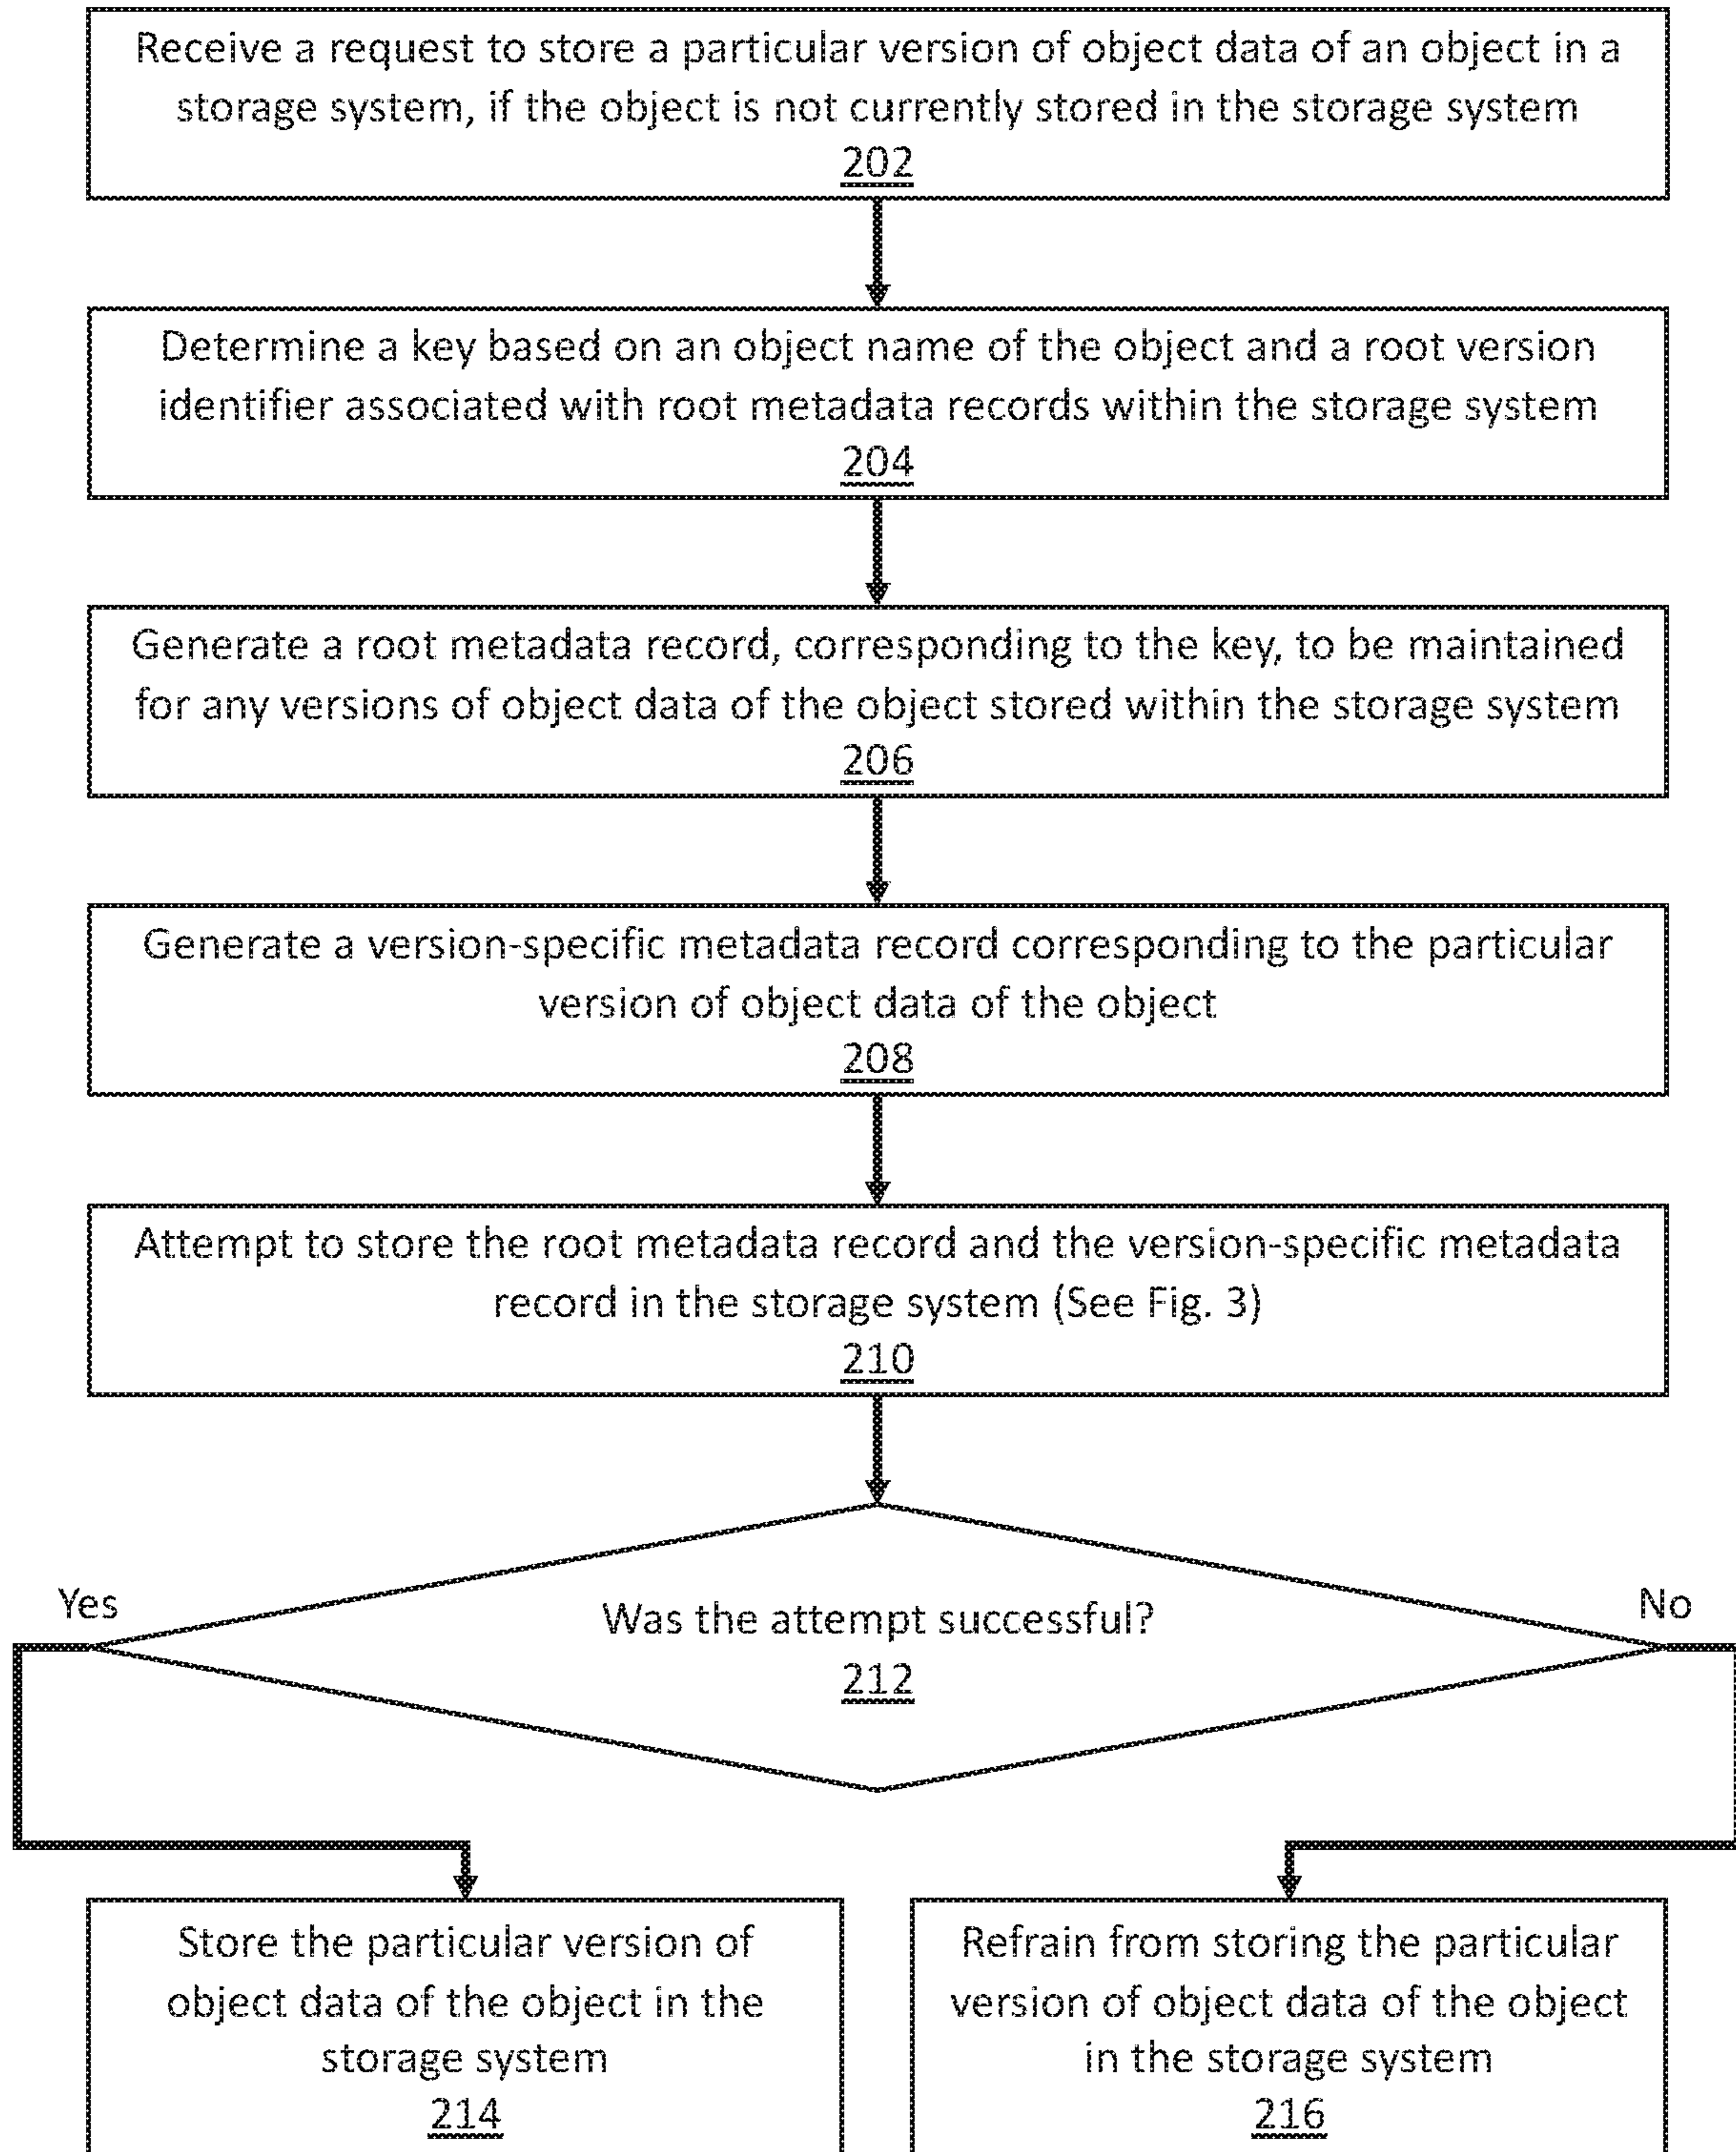 Receive a request to store a particular version of object data of an object in a
storage system, if the object is not currently stored in the storage system
202
Determine a key based on an object name of the object and a root version
identifier associated with root metadata records within the storage system
204
Generate a root metadata record, corresponding to the key, to be maintained
for any versions of object data of the object stored within the storage system
206
Generate a version-specific metadata record corresponding to the particular
version of object data of the object
208
Attempt to store the root metadata record and the version-specific metadata
record in the storage system (See Fig. 3)
210
Yes
No
Was the attempt successful?
212
Store the particular version of
object data of the object in the
storage system
214
Refrain from storing the particular
version of object data of the object
in the storage system
216